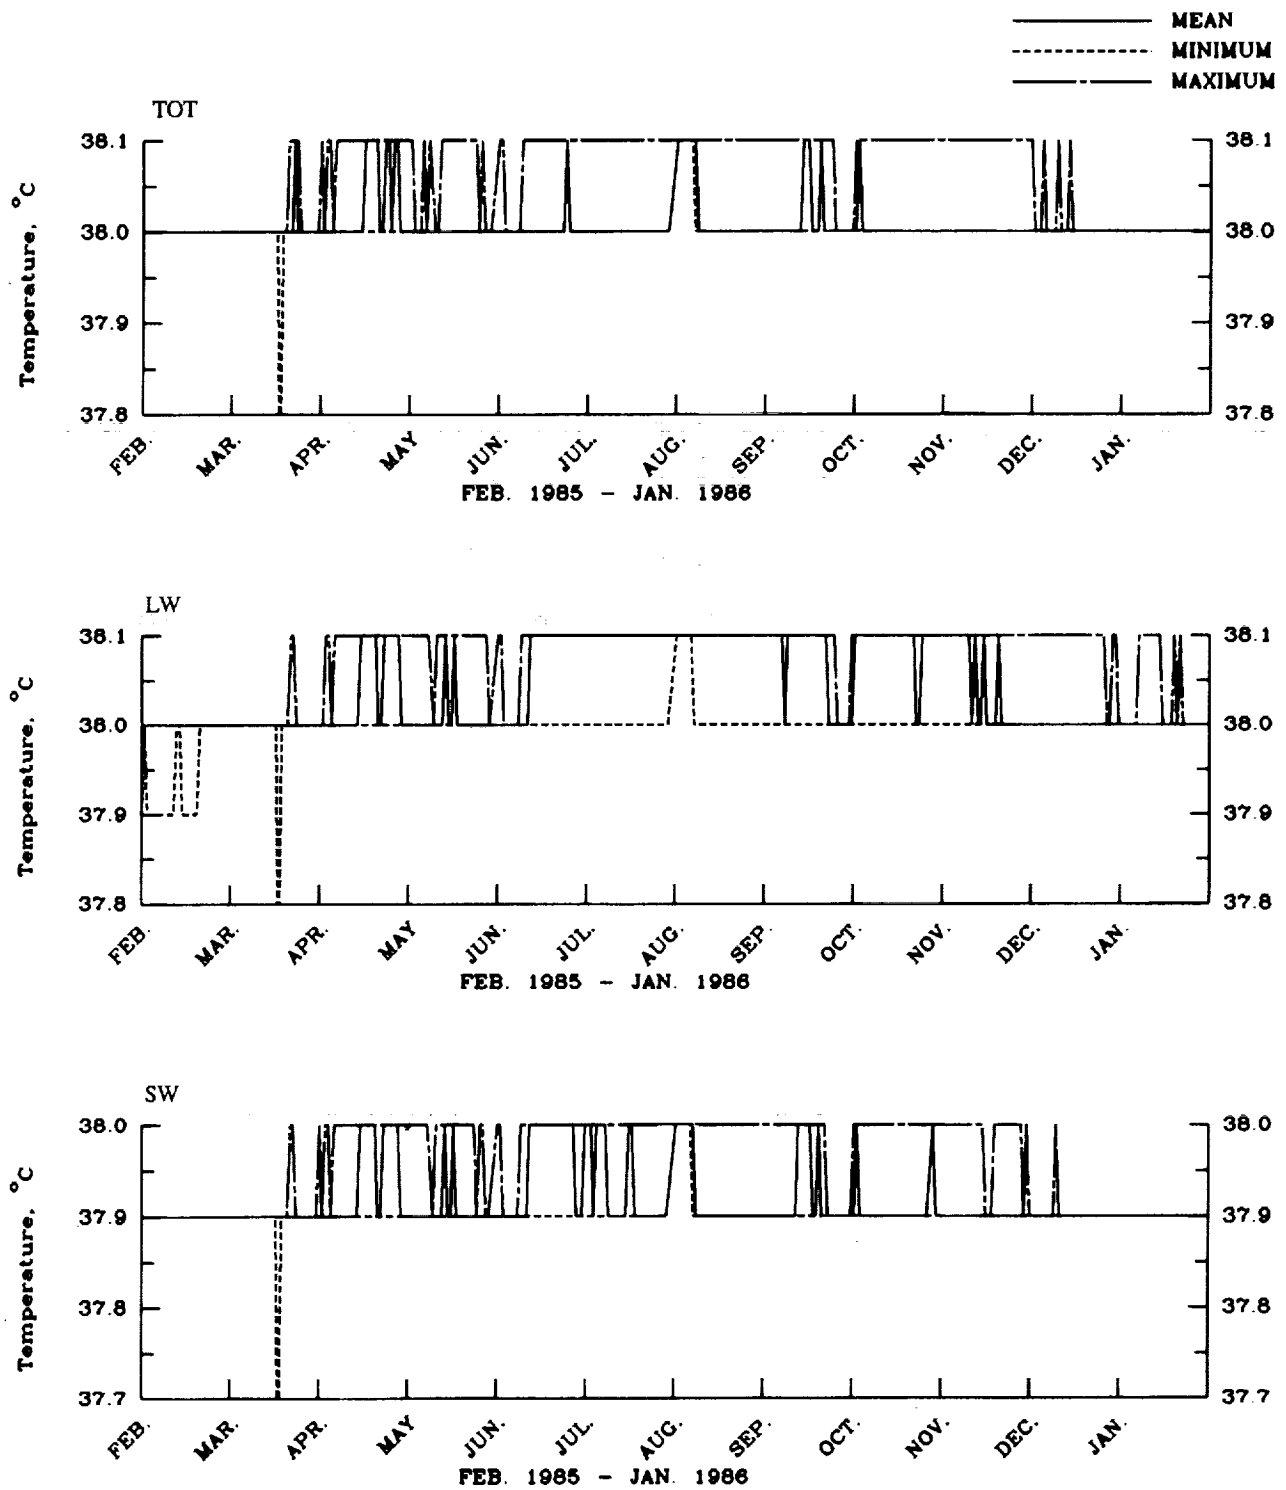 MEAN
MINIMUM
MAXIMUM
TOT
38.1 38.1
38.0 38.0
37.9 37.9
37.8 37.8
Temperature, °C
FEB. MAR. APR. MAY JUN. JUL. AUG. SEP. OCT. NOV. DEC. JAN.
FEB. 1985 - JAN. 1986
LW
38.1 38.1
38.0 38.0
37.9 37.9
37.8 37.8
Temperature, °C
FEB. MAR. APR. MAY JUN. JUL. AUG. SEP. OCT. NOV. DEC. JAN.
FEB. 1985 - JAN. 1986
SW
38.0 38.0
37.9 37.9
37.8 37.8
37.7 37.7
Temperature, °C
FEB. MAR. APR. MAY JUN. JUL. AUG. SEP. OCT. NOV. DEC. JAN.
FEB. 1985 - JAN. 1986